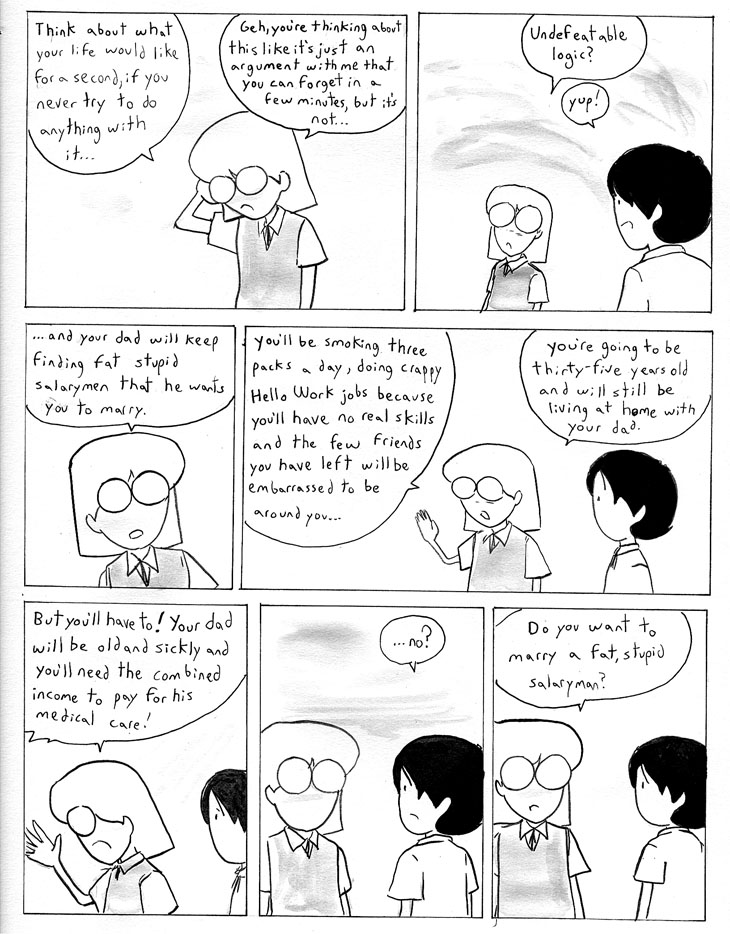 Undefeatable
logic?
yup!
Geh, you're thinking about
this like it's just an
argument with me that
you can forget in a
few minutes, but it's
not...
Think about what
your life would like
for a second, if you
never try to do
anything with
it...
you're going to be
thirty-five years old
and will still be
living at home with
your dad.
you'll be smoking three
packs a day, doing crappy
Hello Work jobs because
you'll have no real skills
and the few friends
you have left will be
embarrassed to be
around you...
...and your dad will keep
finding fat stupid
salarymen that he wants
you to marry.
Do you want to
marry a fat, stupid
salaryman?
...no?
But you'll have to! Your dad
will be old and sickly and
you'll need the combined
income to pay for his
medical care!